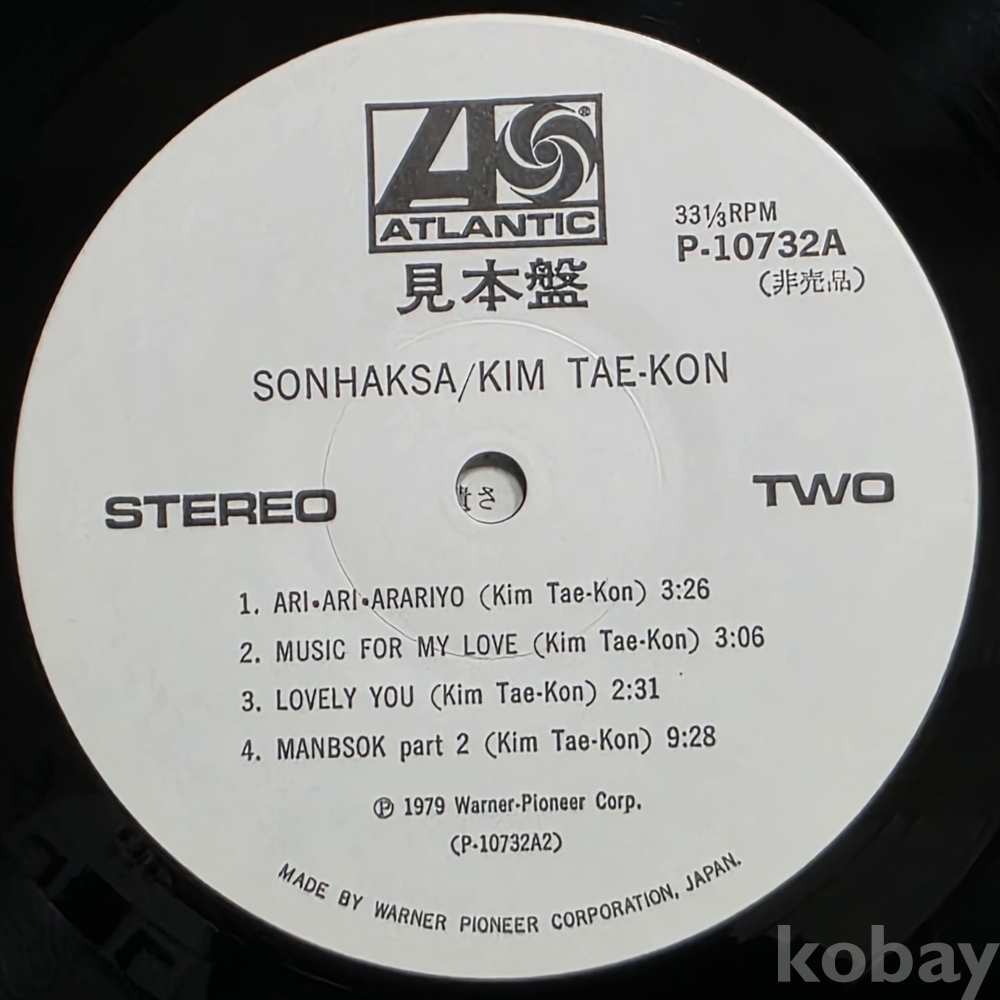 ATLANTIC
®
見本盤
33⅓RPM
P-10732A
(非売品)
SONHAKSA/KIM TAE-KON
STEREO
TWO
1. ARI•ARI•ARARIYO (Kim Tae-Kon) 3:26
2. MUSIC FOR MY LOVE (Kim Tae-Kon) 3:06
3. LOVELY YOU (Kim Tae-Kon) 2:31
4. MANBSOK part 2 (Kim Tae-Kon) 9:28
Ⓟ 1979 Warner-Pioneer Corp.
(P-10732A2)
MADE BY WARNER PIONEER CORPORATION, JAPAN.
kobay